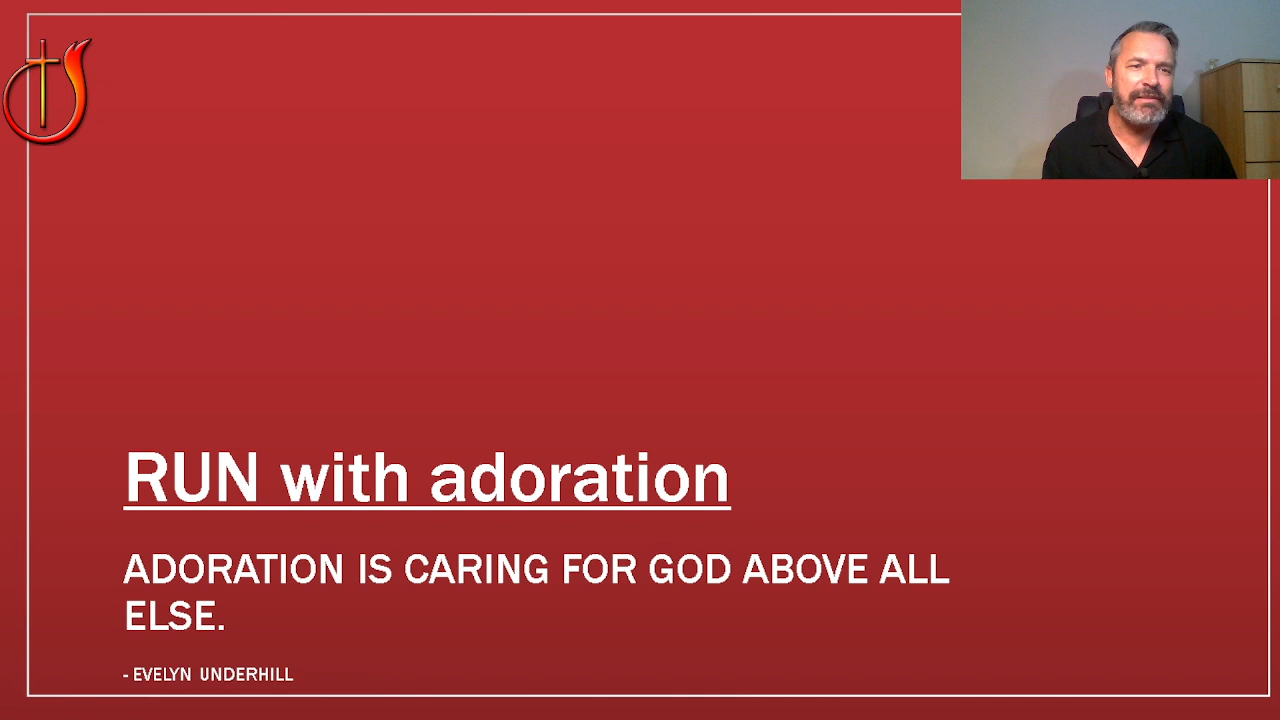 RUN with adoration
ADORATION IS CARING FOR GOD ABOVE ALL
ELSE.
- EVELYN UNDERHILL